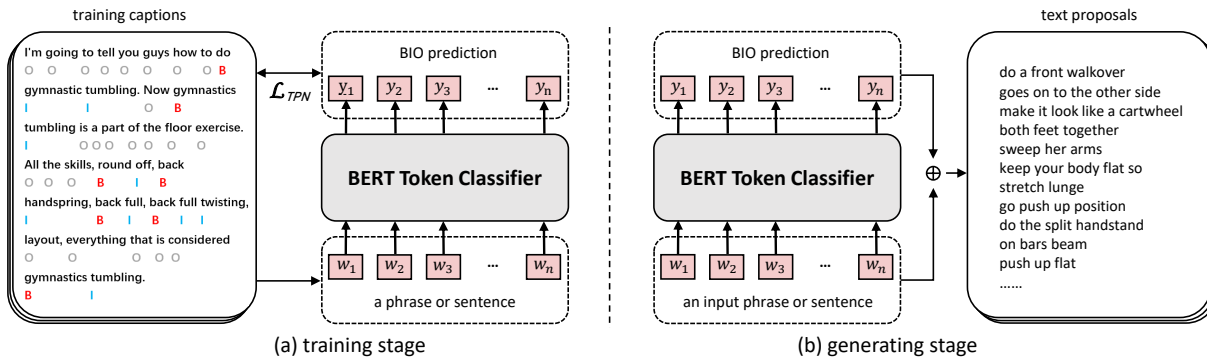 training captions
I'm going to tell you guys how to do
O O O O O O O O B
gymnastic tumbling. Now gymnastics
I I O B
tumbling is a part of the floor exercise.
I O O O O O O O
All the skills, round off, back
O O O B I B
handspring, back full, back full twisting,
I B I B I I
layout, everything that is considered
O O O O O
gymnastics tumbling.
B I
ℒTPN
BIO prediction
y1 y2 y3 ... yn
BERT Token Classifier
w1 w2 w3 ... wn
a phrase or sentence
(a) training stage
BIO prediction
y1 y2 y3 ... yn
BERT Token Classifier
w1 w2 w3 ... wn
an input phrase or sentence
⊕
text proposals
do a front walkover
goes on to the other side
make it look like a cartwheel
both feet together
sweep her arms
keep your body flat so
stretch lunge
go push up position
do the split handstand
on bars beam
push up flat
......
(b) generating stage